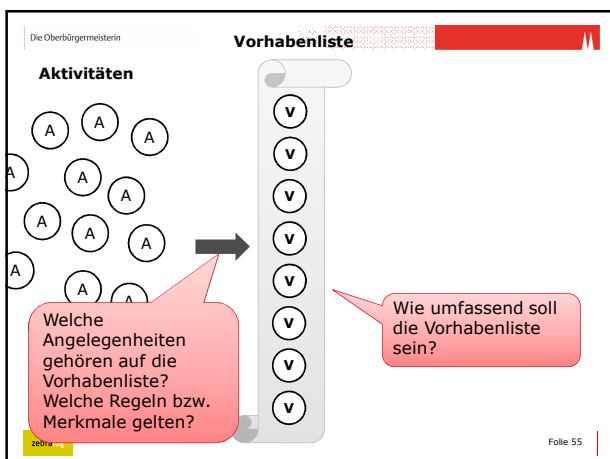 Die Oberbürgermeisterin
Vorhabenliste
Aktivitäten
A
A
A
A
A
A
A
A
A
A
A
A
V
V
V
V
V
V
V
V
Welche
Angelegenheiten
gehören auf die
Vorhabenliste?
Welche Regeln bzw.
Merkmale gelten?
Wie umfassend soll
die Vorhabenliste
sein?
Folie 55